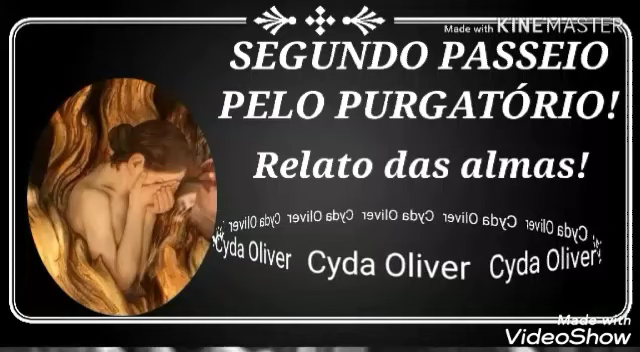 Made with KINEMASTER
SEGUNDO PASSEIO
PELO PURGATÓRIO!
Relato das almas!
Cyda Oliver Cyda Oliver Cyda Oliver Cyda Oliver Cyda Oliver
Cyda Oliver Cyda Oliver Cyda Oliver
Made with
VideoShow